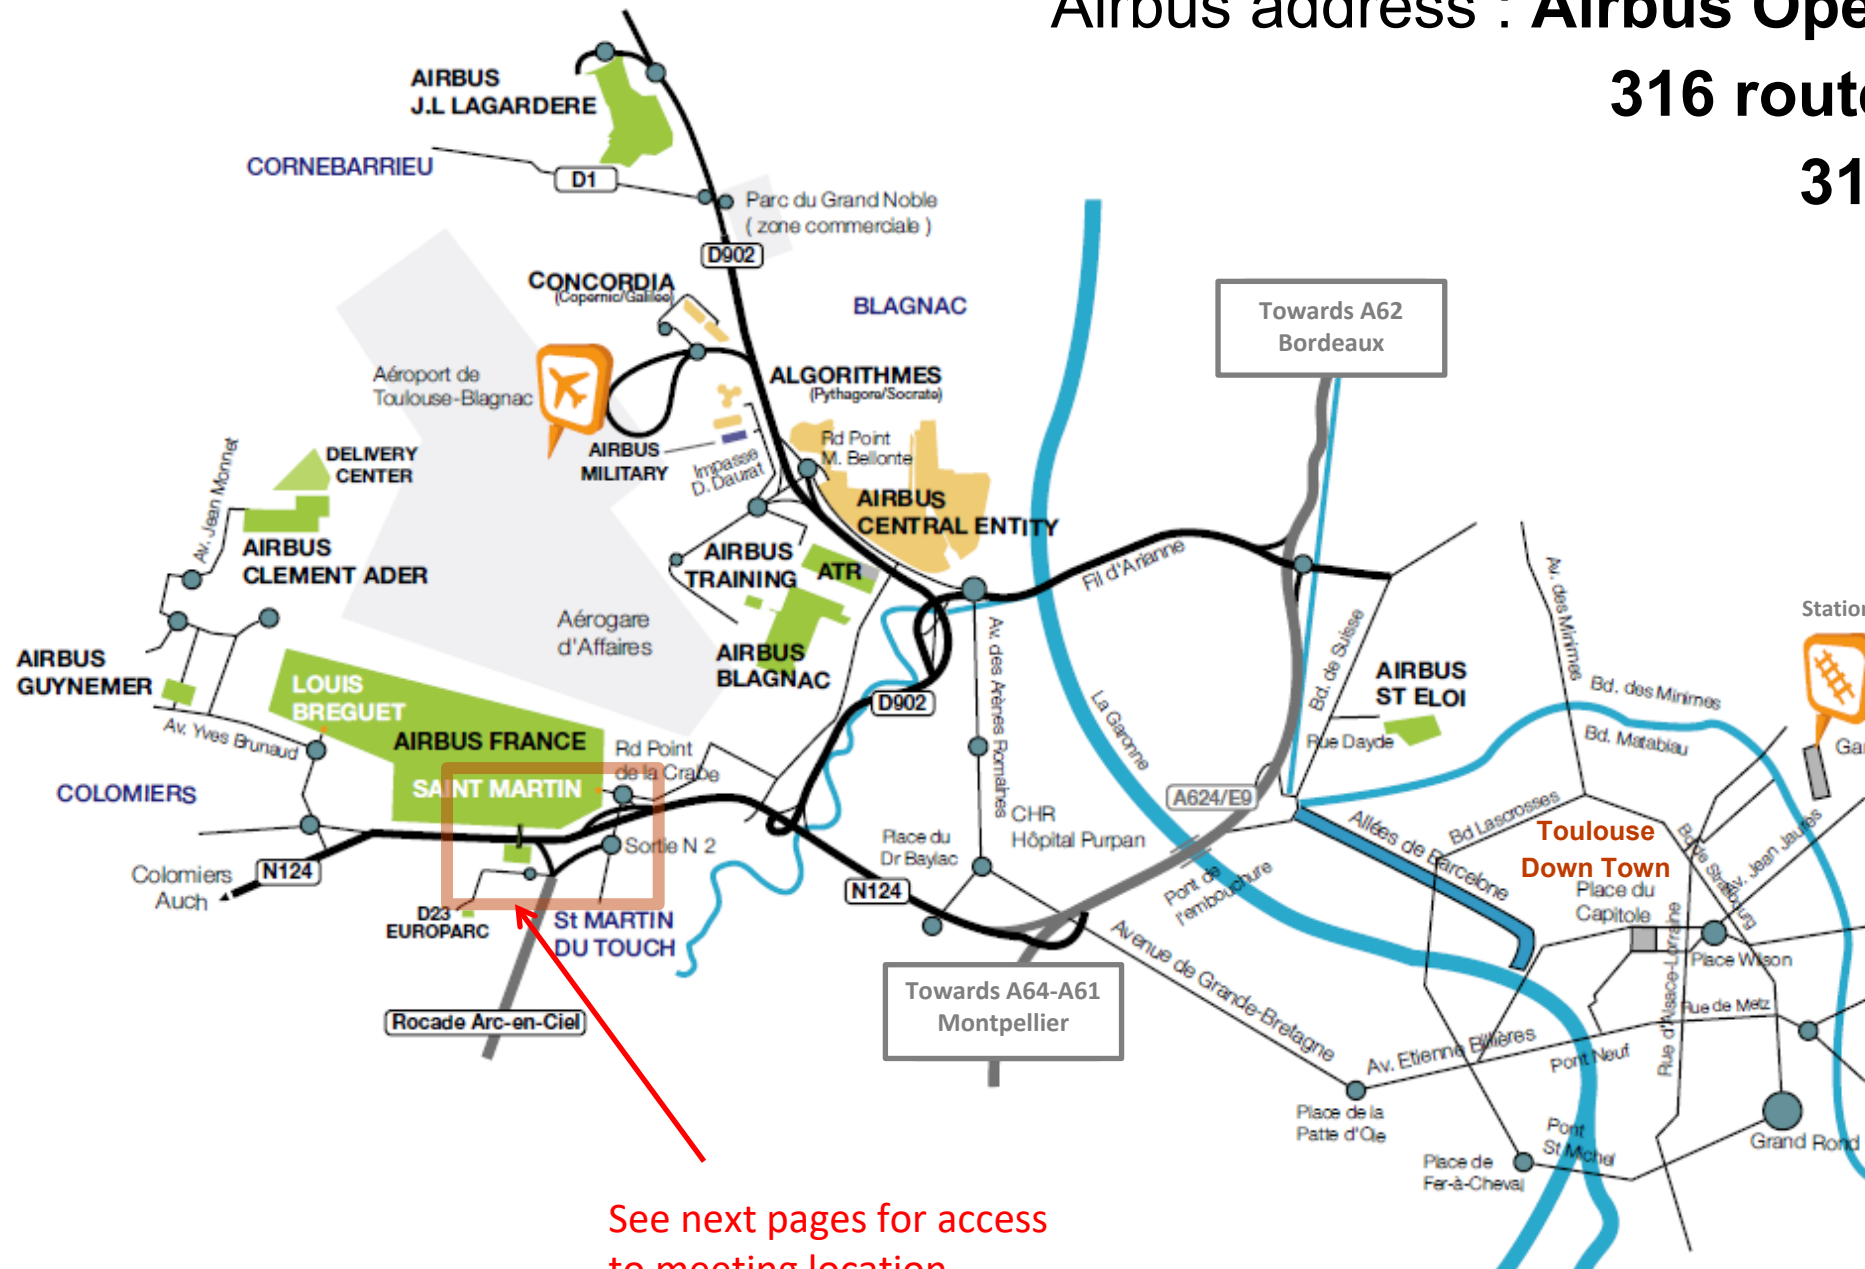 Airbus address : Airbus Ope
316 route
31
AIRBUS
J.L LAGARDERE
CORNEBARRIEU
D1
Parc du Grand Noble
( zone commerciale )
D902
CONCORDIA
(Copernic/Galilee)
BLAGNAC
Towards A62
Bordeaux
Aéroport de
Toulouse-Blagnac
ALGORITHMES
(Pythagore/Socrate)
Rd Point
M. Bellonte
AIRBUS
MILITARY
Impasse
D. Daurat
DELIVERY
CENTER
Av. Jean Monnet
AIRBUS
CENTRAL ENTITY
AIRBUS
CLEMENT ADER
AIRBUS
TRAINING
ATR
Fil d'Arianne
Av. des Minimes
Station
Aérogare
d'Affaires
AIRBUS
BLAGNAC
AIRBUS
GUYNEMER
LOUIS
BREGUET
Av. Yves Brunaud
AIRBUS FRANCE
SAINT MARTIN
Rd Point
de la Crabe
D902
Av. des Arènes Romaines
La Garonne
Bd. de Suisse
AIRBUS
ST ELOI
Rue Dayde
Bd. des Minimes
Bd. Matabiau
Gar
COLOMIERS
A624/E9
CHR
Hôpital Purpan
Place du
Dr Baylac
Sortie N 2
Allées de Barcelone
Bd Lascrosses
Toulouse
Down Town
Bd de Strasbourg
Av. Jean Jaures
Colomiers
Auch
N124
N124
Pont de
l'embouchure
Place du
Capitole
D23
EUROPARC
St MARTIN
DU TOUCH
Avenue de Grande-Bretagne
Place Wilson
Rue d'Alsace-Lorraine
Rue de Metz
Rocade Arc-en-Ciel
Towards A64-A61
Montpellier
Av. Etienne Billières
Pont Neuf
Place de la
Patte d'Oie
Pont
St Michel
Grand Rond
Place de
Fer-à-Cheval
See next pages for access
to meeting location